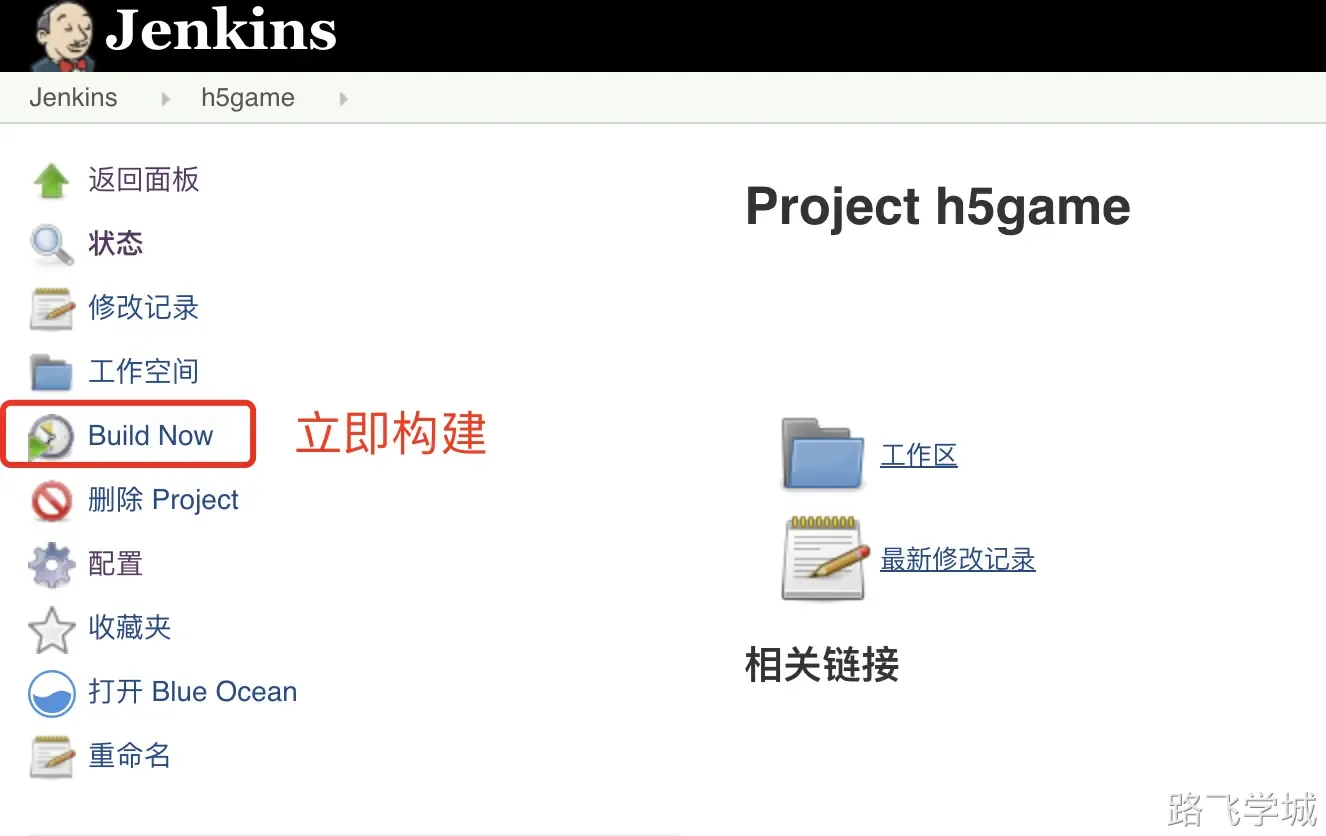 Jenkins
Jenkins h5game
返回面板
状态
修改记录
工作空间
Build Now 立即构建
删除 Project
配置
收藏夹
打开 Blue Ocean
重命名
Project h5game
工作区
最新修改记录
相关链接
路飞学城